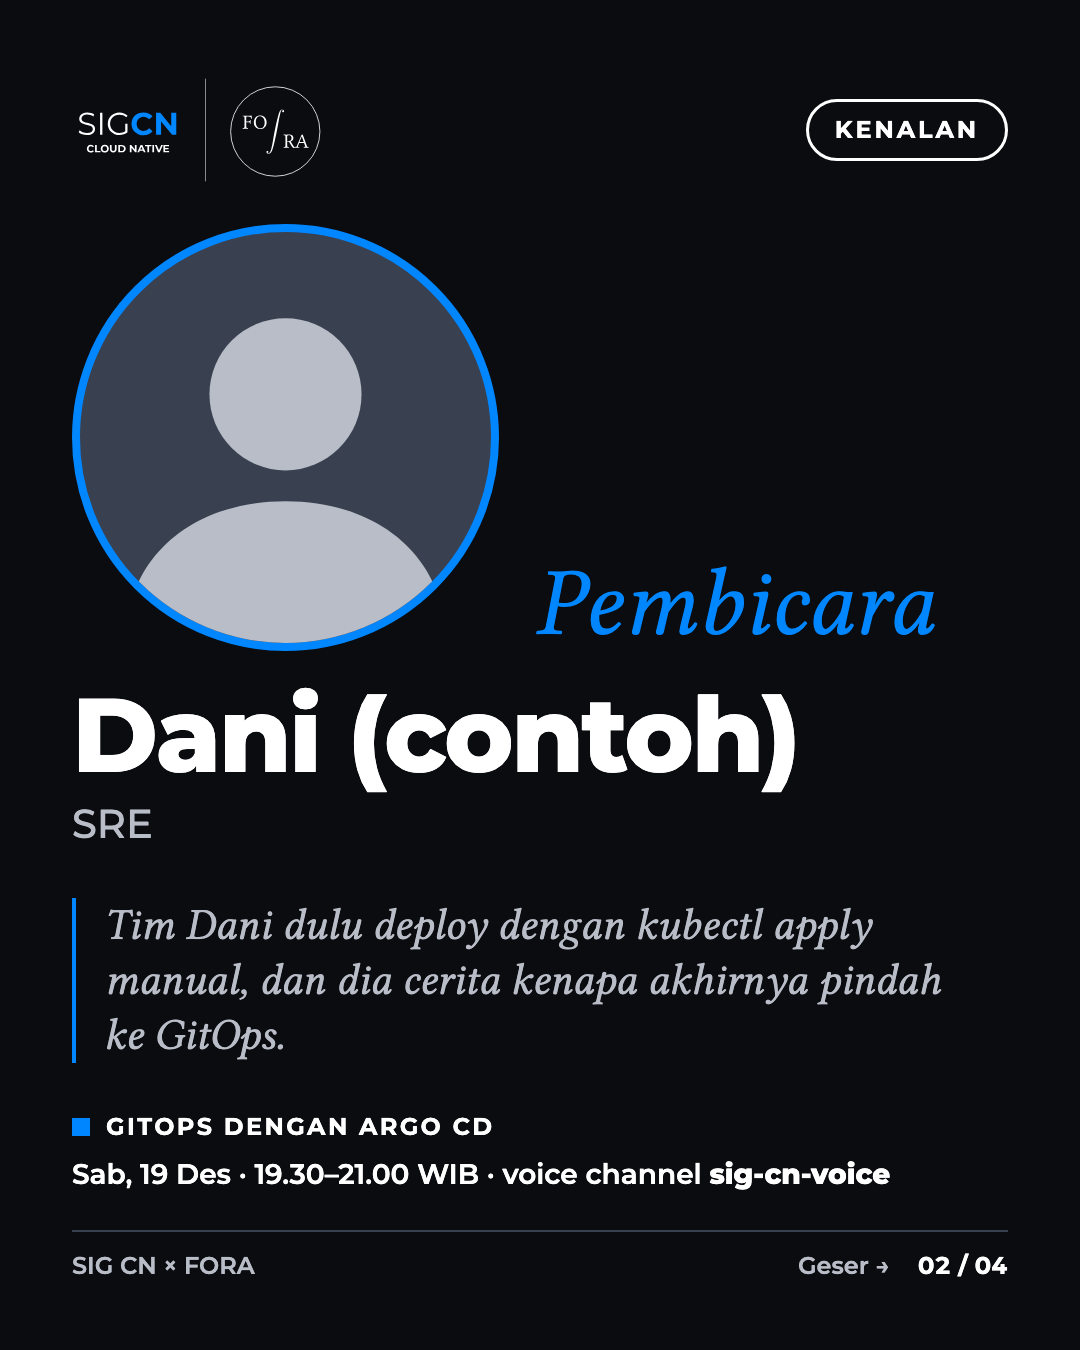 SIGCN
CLOUD NATIVE
FO
RA
KENALAN
Pembicara
Dani (contoh)
SRE
Tim Dani dulu deploy dengan kubectl apply
manual, dan dia cerita kenapa akhirnya pindah
ke GitOps.
GITOPS DENGAN ARGO CD
Sab, 19 Des · 19.30–21.00 WIB · voice channel sig-cn-voice
SIG CN × FORA
Geser → 02 / 04